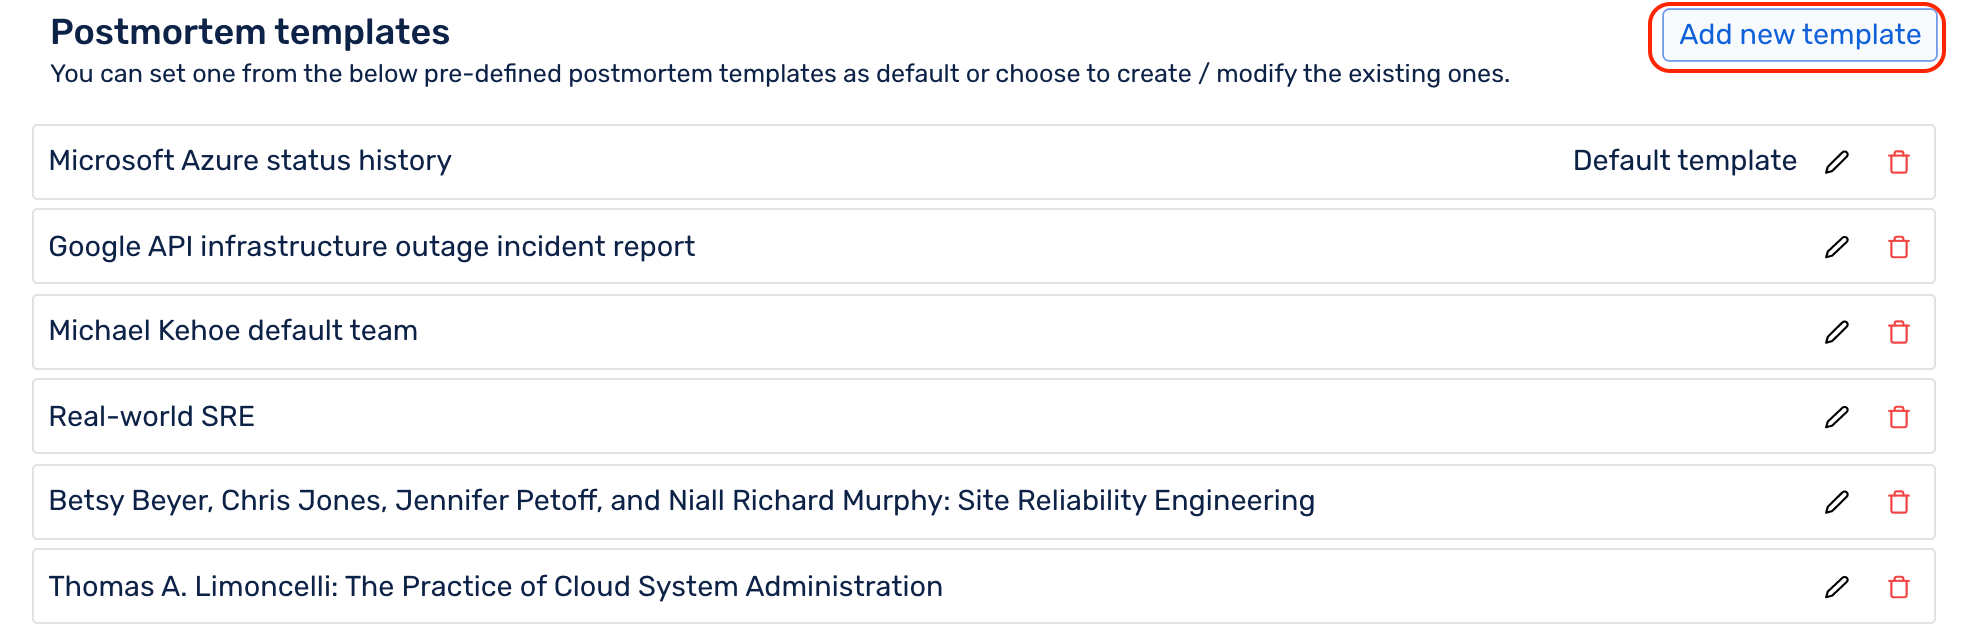 Postmortem templates
Add new template
You can set one from the below pre-defined postmortem templates as default or choose to create / modify the existing ones.
Microsoft Azure status history
Default template
Google API infrastructure outage incident report
Michael Kehoe default team
Real-world SRE
Betsy Beyer, Chris Jones, Jennifer Petoff, and Niall Richard Murphy: Site Reliability Engineering
Thomas A. Limoncelli: The Practice of Cloud System Administration